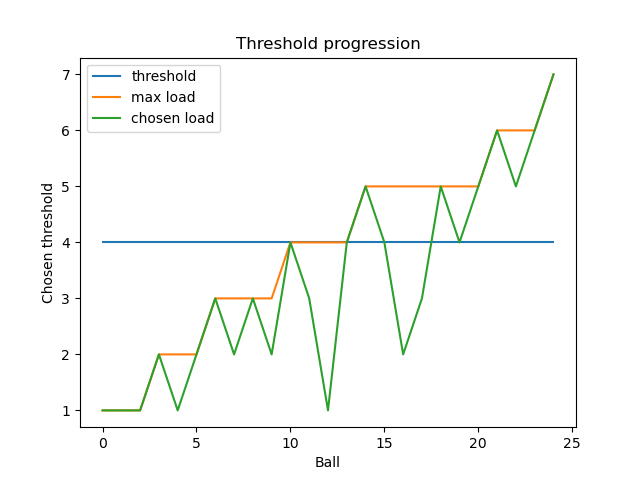 Threshold progression
threshold
max load
chosen load
Chosen threshold
7
6
5
4
3
2
1
0 5 10 15 20 25
Ball